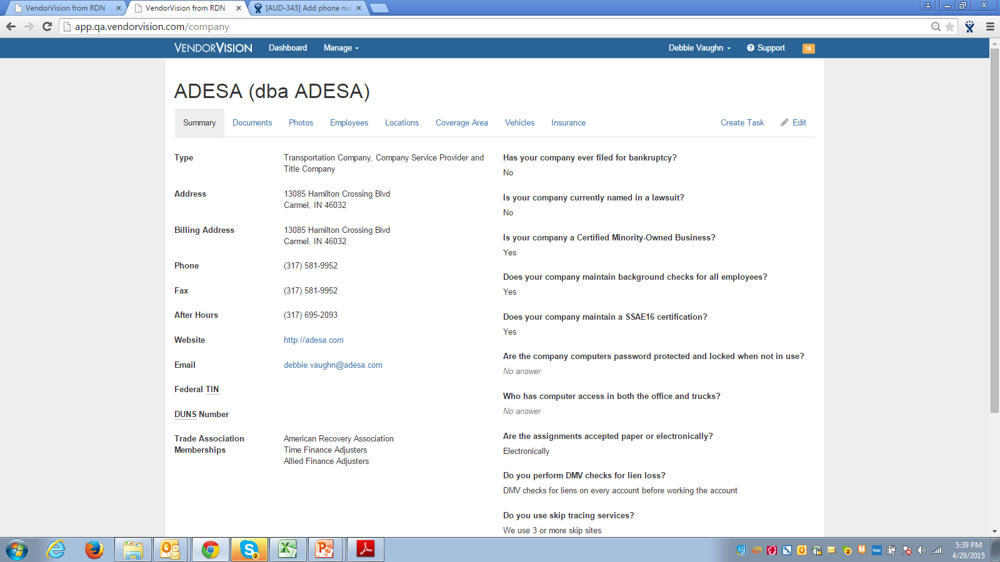 VendorVision from RDN
VendorVision from RDN
[AUD-343] Add phone nu
app.qa.vendorvision.com/company
VENDORVISION
Dashboard
Manage
Debbie Vaughn
Support
18
ADESA (dba ADESA)
Summary
Documents
Photos
Employees
Locations
Coverage Area
Vehicles
Insurance
Create Task
Edit
Type
Transportation Company, Company Service Provider and
Title Company
Address
13085 Hamilton Crossing Blvd
Carmel, IN 46032
Billing Address
13085 Hamilton Crossing Blvd
Carmel, IN 46032
Phone
(317) 581-9952
Fax
(317) 581-9952
After Hours
(317) 695-2093
Website
http://adesa.com
Email
debbie.vaughn@adesa.com
Federal TIN
DUNS Number
Trade Association
Memberships
American Recovery Association
Time Finance Adjusters
Allied Finance Adjusters
Has your company ever filed for bankruptcy?
No
Is your company currently named in a lawsuit?
No
Is your company a Certified Minority-Owned Business?
Yes
Does your company maintain background checks for all employees?
Yes
Does your company maintain a SSAE16 certification?
Yes
Are the company computers password protected and locked when not in use?
No answer
Who has computer access in both the office and trucks?
No answer
Are the assignments accepted paper or electronically?
Electronically
Do you perform DMV checks for lien loss?
DMV checks for liens on every account before working the account
Do you use skip tracing services?
We use 3 or more skip sites
5:39 PM
4/29/2015